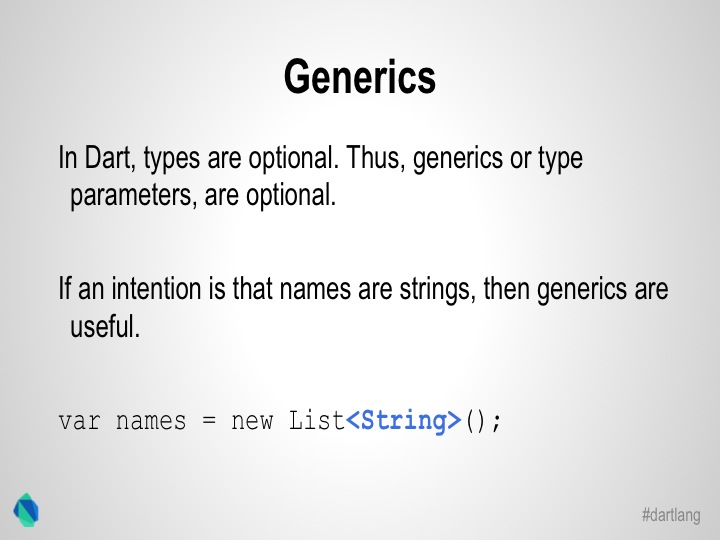 Generics
In Dart, types are optional. Thus, generics or type
parameters, are optional.
If an intention is that names are strings, then generics are
useful.
var names = new List<String>();
#dartlang